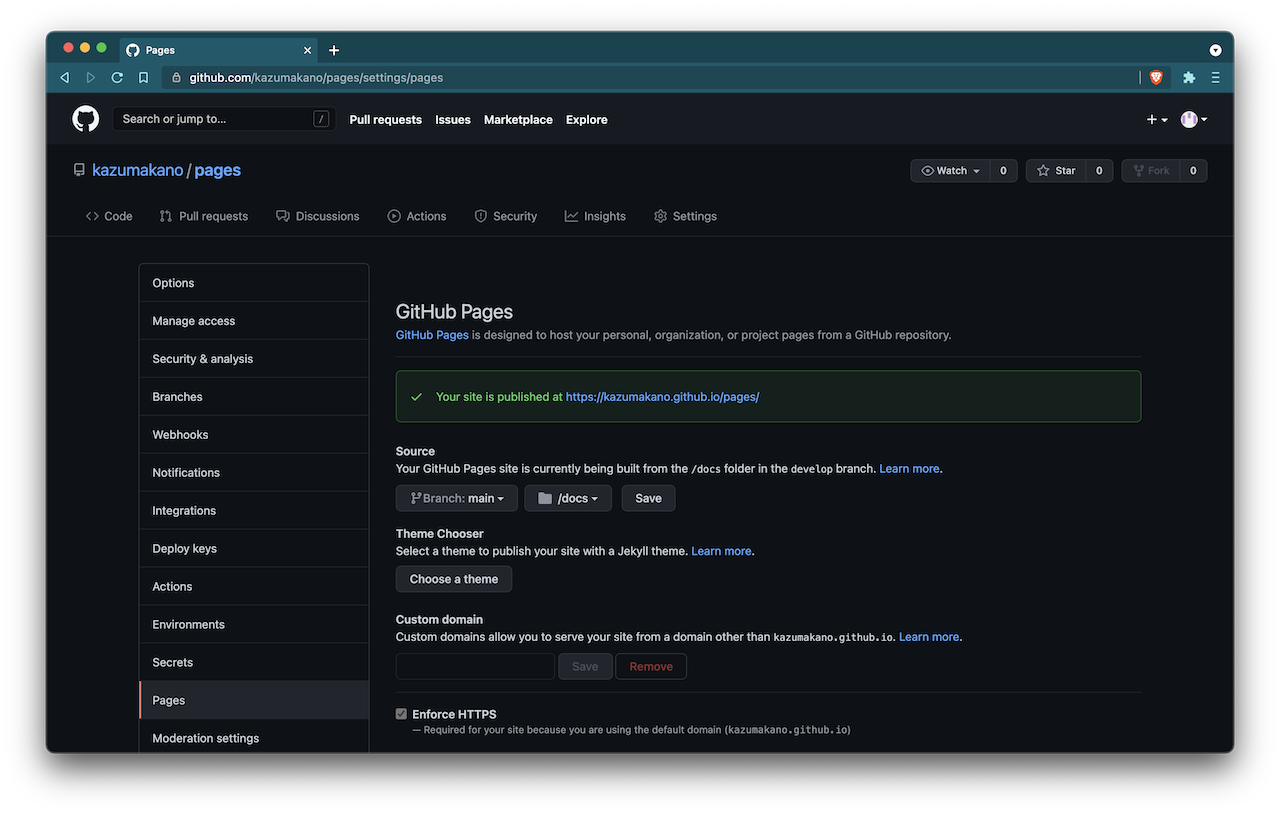 Pages
github.com/kazumakano/pages/settings/pages
Search or jump to... /
Pull requests Issues Marketplace Explore
kazumakano / pages
Watch 0 Star 0 Fork 0
Code Pull requests Discussions Actions Security Insights Settings
Options
Manage access
Security & analysis
Branches
Webhooks
Notifications
Integrations
Deploy keys
Actions
Environments
Secrets
Pages
Moderation settings
GitHub Pages
GitHub Pages is designed to host your personal, organization, or project pages from a GitHub repository.
Your site is published at https://kazumakano.github.io/pages/
Source
Your GitHub Pages site is currently being built from the /docs folder in the develop branch. Learn more.
Branch: main /docs Save
Theme Chooser
Select a theme to publish your site with a Jekyll theme. Learn more.
Choose a theme
Custom domain
Custom domains allow you to serve your site from a domain other than kazumakano.github.io. Learn more.
Save Remove
Enforce HTTPS
— Required for your site because you are using the default domain (kazumakano.github.io)